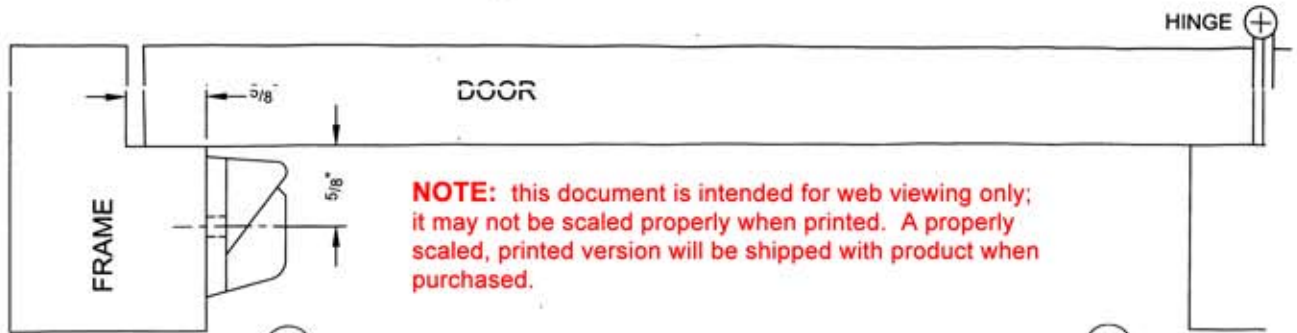 HINGE
DOOR
5/8"
5/8"
FRAME
NOTE: this document is intended for web viewing only;
it may not be scaled properly when printed. A properly
scaled, printed version will be shipped with product when
purchased.